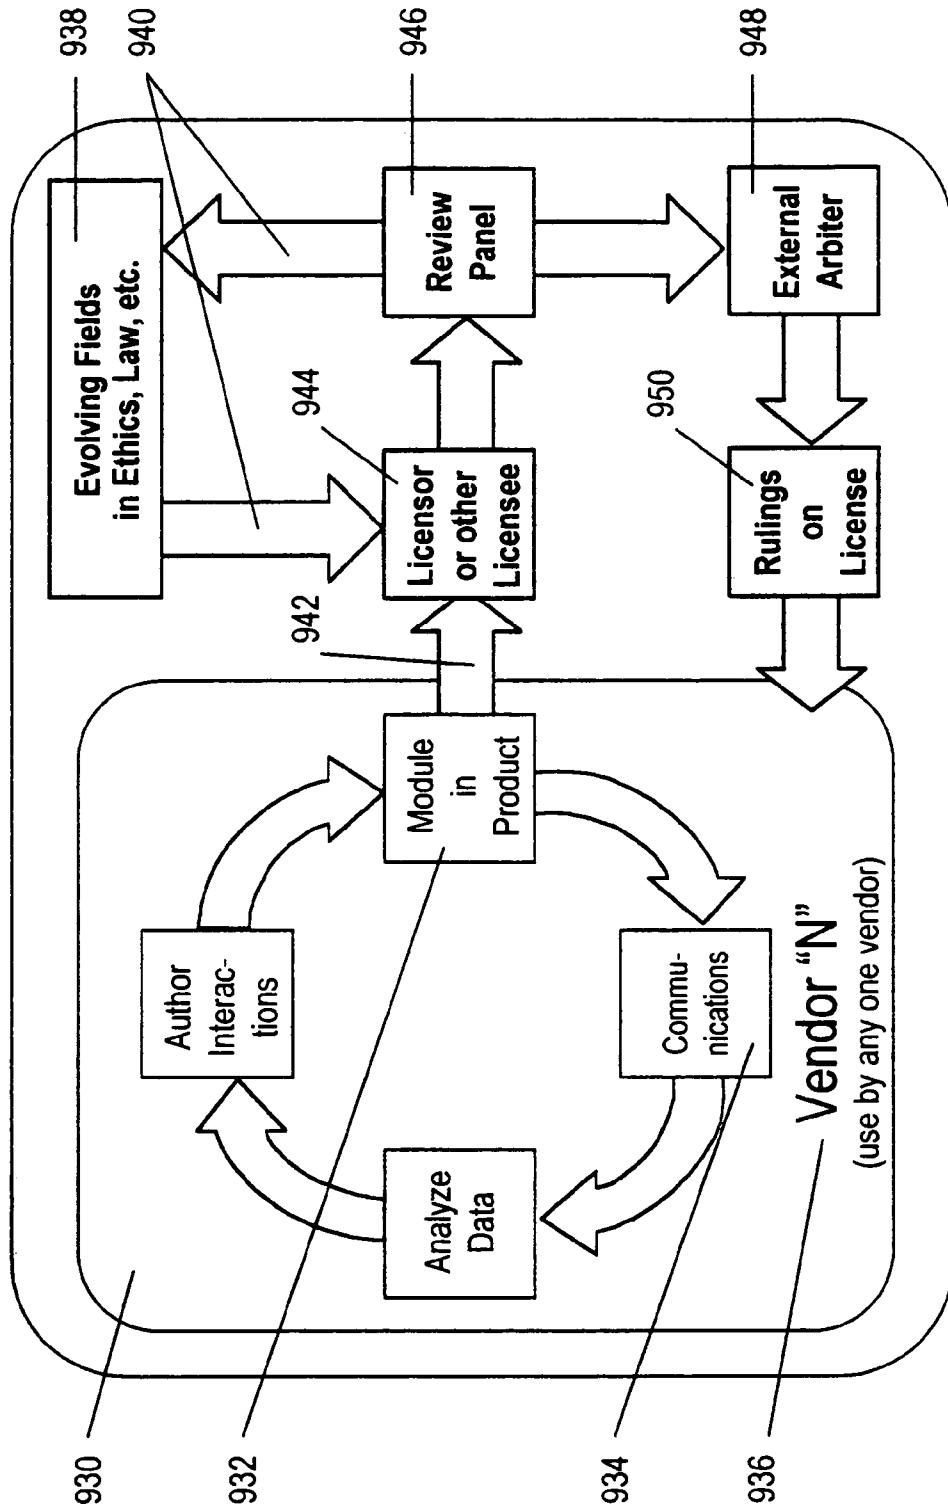 938
940
946
948
Evolving Fields
in Ethics, Law, etc.
944
Licensor
or other
Licensee
Review
Panel
External
Arbiter
950
Rulings
on
License
942
Author
Interac-
tions
Module
in
Product
Commu-
nications
Analyze
Data
Vendor “N”
(use by any one vendor)
930
932
934
936